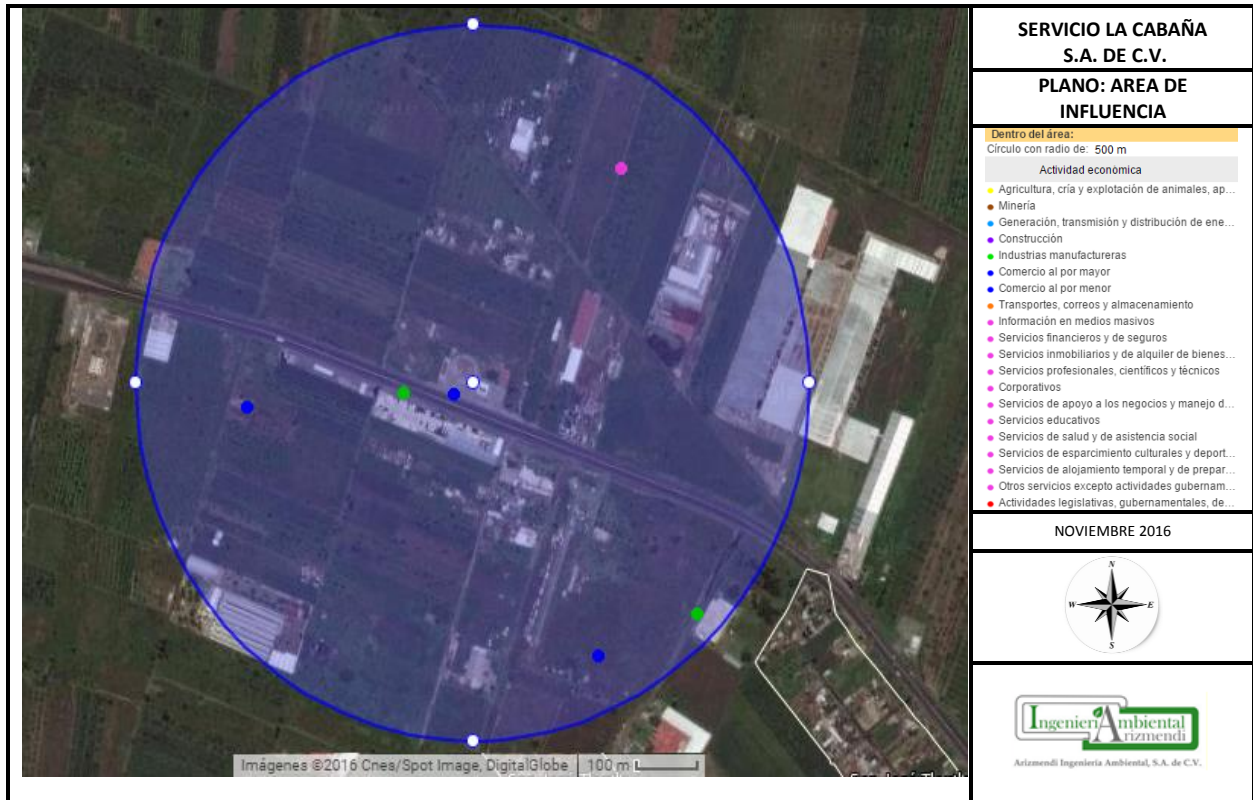 SERVICIO LA CABAÑA
S.A. DE C.V.
PLANO: AREA DE
INFLUENCIA
Dentro del área:
Círculo con radio de: 500 m
Actividad económica
Agricultura, cría y explotación de animales, ap...
Minería
Generación, transmisión y distribución de ene...
Construcción
Industrias manufactureras
Comercio al por mayor
Comercio al por menor
Transportes, correos y almacenamiento
Información en medios masivos
Servicios financieros y de seguros
Servicios inmobiliarios y de alquiler de bienes...
Servicios profesionales, científicos y técnicos
Corporativos
Servicios de apoyo a los negocios y manejo d...
Servicios educativos
Servicios de salud y de asistencia social
Servicios de esparcimiento culturales y deport...
Servicios de alojamiento temporal y de prepar...
Otros servicios excepto actividades gubernam...
Actividades legislativas, gubernamentales, de...
NOVIEMBRE 2016
N
W E
S
Ingeniería Ambiental
Arizmendi
Arizmendi Ingeniería Ambiental, S.A. de C.V.
Imágenes ©2016 Cnes/Spot Image, DigitalGlobe 100 m